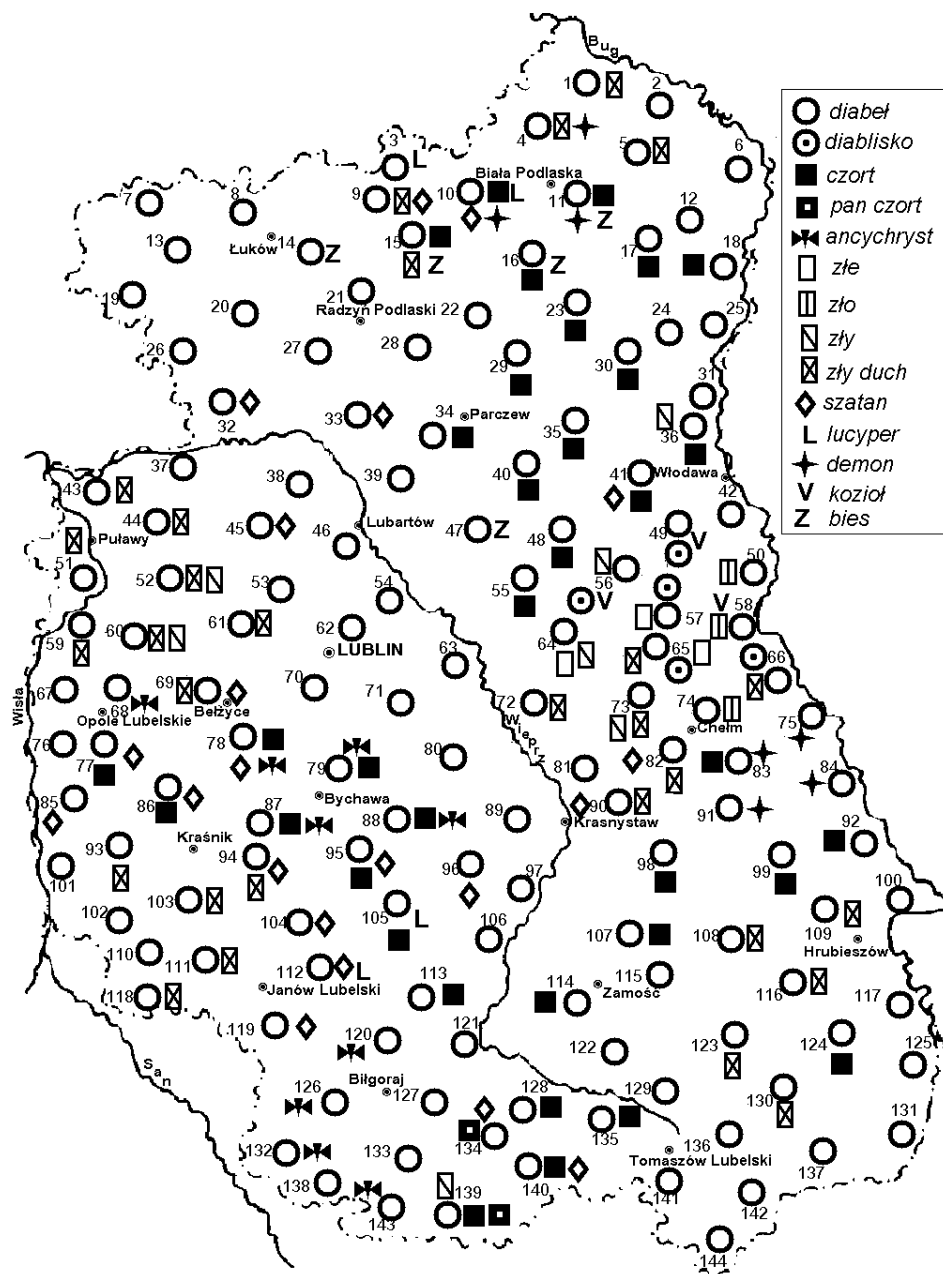 Bug
1
2
3
L
4
5
6
Biała Podlaska
7
8
9
10
L
11
Z
12
13
Łuków
14
Z
15
Z
16
Z
17
18
19
20
21
Radzyń Podlaski
22
23
24
25
26
27
28
29
30
31
32
33
34
Parczew
35
36
37
38
39
40
41
Włodawa
42
43
44
45
46
Lubartów
47
Z
48
49
V
50
Puławy
51
52
53
54
55
56
V
57
V
58
59
60
61
62
LUBLIN
63
64
65
66
Wisła
67
68
Opole Lubelskie
69
Bełżyce
70
71
72
Wieprz
73
74
Chełm
75
76
77
78
79
80
81
82
83
84
Bychawa
85
86
87
88
89
90
Krasnystaw
91
92
Kraśnik
93
94
95
96
97
98
99
100
101
102
103
104
105
L
106
107
108
109
Hrubieszów
110
111
112
L
Janów Lubelski
113
114
115
Zamość
116
117
118
119
120
121
122
123
124
125
San
Biłgoraj
126
127
128
129
130
131
132
133
134
135
136
137
Tomaszów Lubelski
138
139
140
141
142
143
144
diabeł
diablisko
czort
pan czort
ancychryst
złe
zło
zły
zły duch
szatan
L lucyper
demon
V kozioł
Z bies